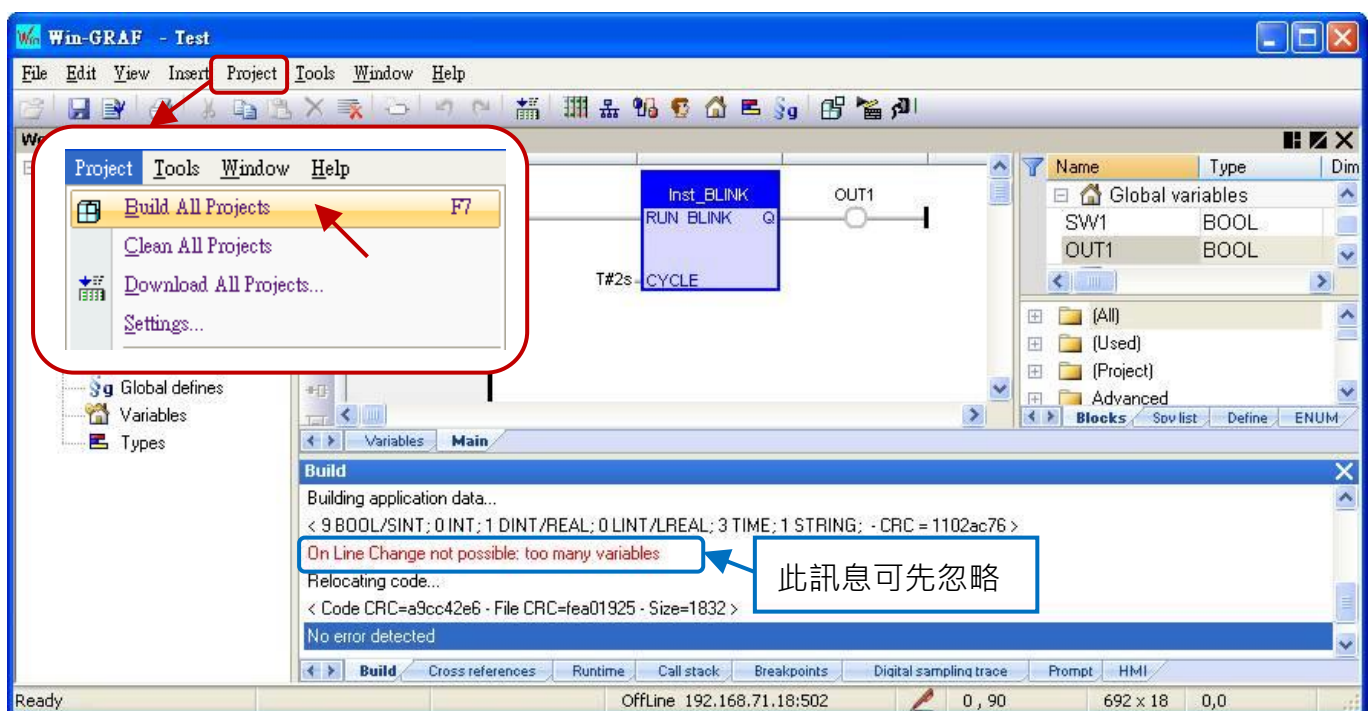 Win-GRAF - Test
File Edit View Insert Project Tools Window Help
Project Tools Window Help
Build All Projects F7
Clean All Projects
Download All Projects...
Settings...
Global defines
Variables
Types
Inst_BLINK
RUN BLINK Q
OUT1
T#2s CYCLE
Name Type Dim
Global variables
SW1 BOOL
OUT1 BOOL
(All)
(Used)
(Project)
Advanced
Blocks Spy list Define ENUM
Variables Main
Build
Building application data...
< 9 BOOL/SINT; 0 INT; 1 DINT/REAL; 0 LINT/LREAL; 3 TIME; 1 STRING; - CRC = 1102ac76 >
On Line Change not possible: too many variables
此訊息可先忽略
Relocating code...
< Code CRC=a9cc42e6 - File CRC=fea01925 - Size=1832 >
No error detected
Build Cross references Runtime Call stack Breakpoints Digital sampling trace Prompt HMI
Ready OffLine 192.168.71.18:502 0 , 90 692 x 18 0,0